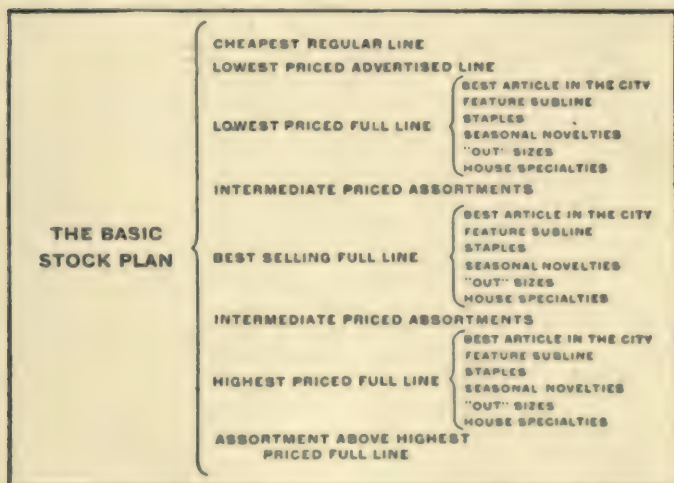 CHEAPEST REGULAR LINE
LOWEST PRICED ADVERTISED LINE
LOWEST PRICED FULL LINE
BEST ARTICLE IN THE CITY
FEATURE SUBLINE
STAPLES
SEASONAL NOVELTIES
"OUT" SIZES
HOUSE SPECIALTIES
INTERMEDIATE PRICED ASSORTMENTS
THE BASIC
STOCK PLAN
BEST SELLING FULL LINE
BEST ARTICLE IN THE CITY
FEATURE SUBLINE
STAPLES
SEASONAL NOVELTIES
"OUT" SIZES
HOUSE SPECIALTIES
INTERMEDIATE PRICED ASSORTMENTS
HIGHEST PRICED FULL LINE
BEST ARTICLE IN THE CITY
FEATURE SUBLINE
STAPLES
SEASONAL NOVELTIES
"OUT" SIZES
HOUSE SPECIALTIES
ASSORTMENT ABOVE HIGHEST
PRICED FULL LINE